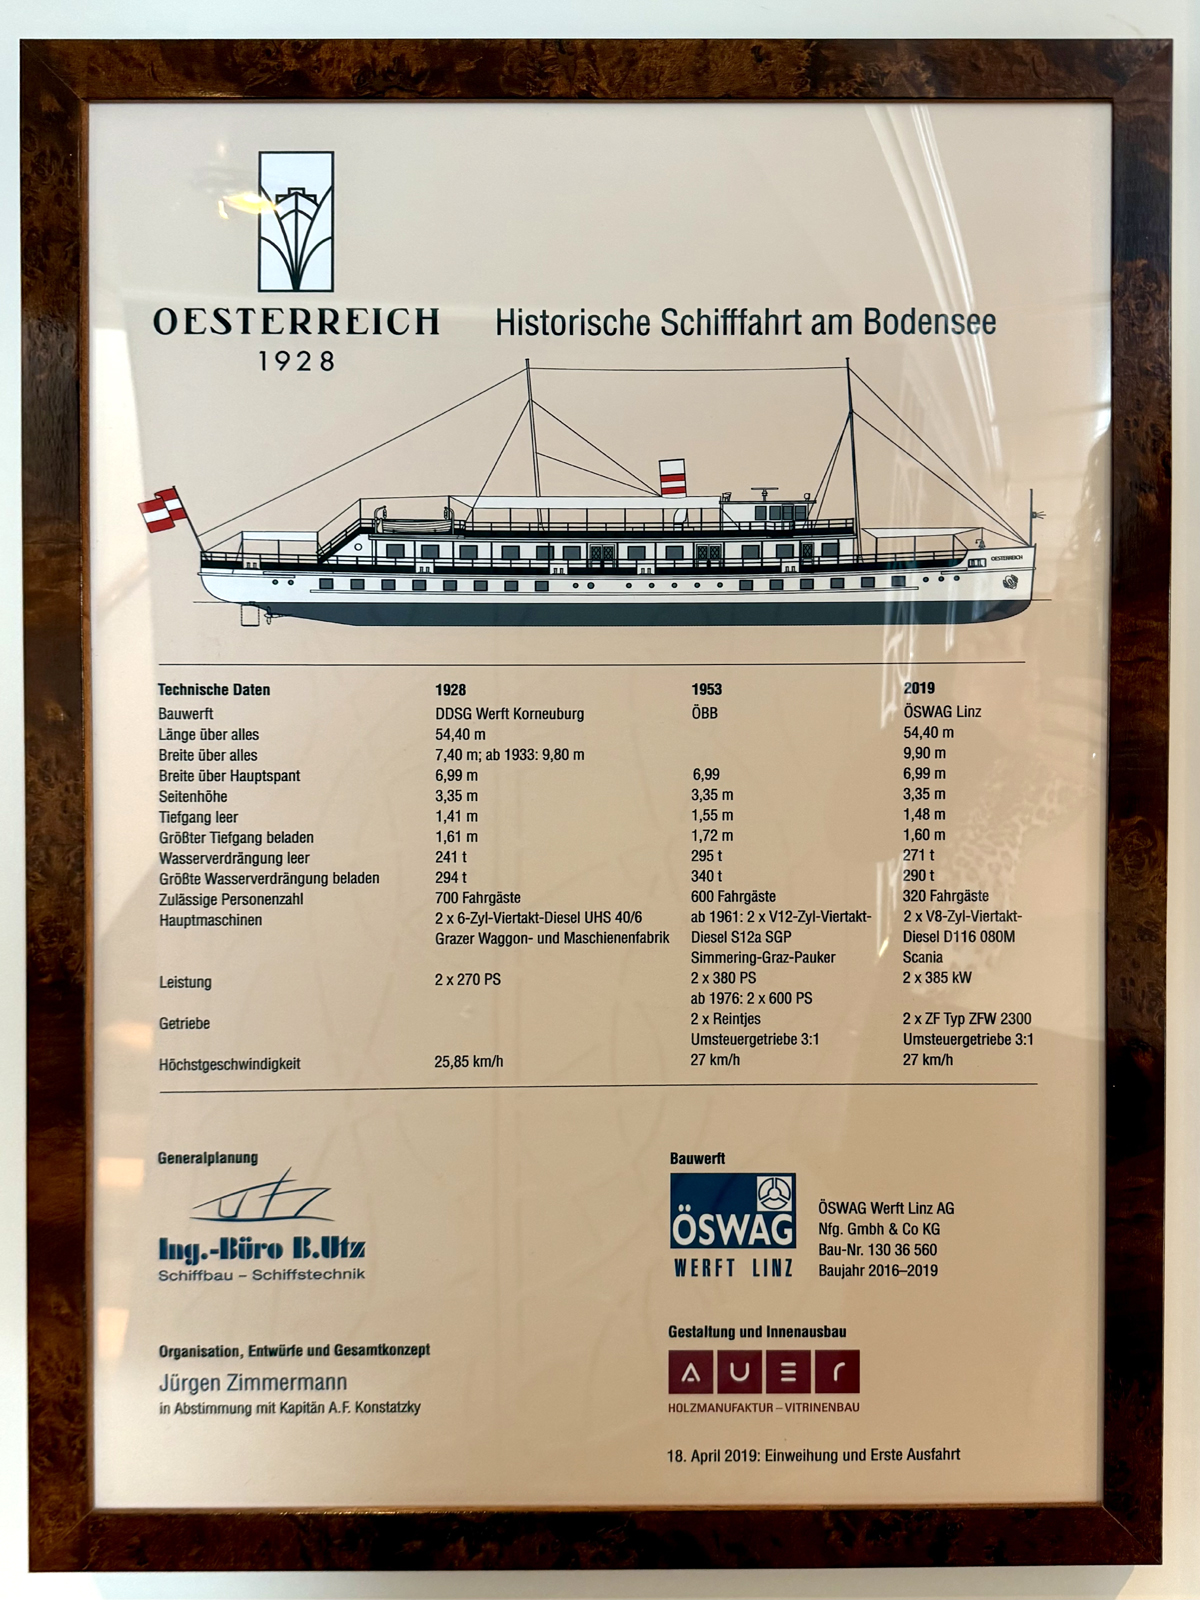 OESTERREICH
1928
Historische Schifffahrt am Bodensee
OESTERREICH
Technische Daten 1928 1953 2019
Bauwerft DDSG Werft Korneuburg ÖBB ÖSWAG Linz
Länge über alles 54,40 m 54,40 m
Breite über alles 7,40 m; ab 1933: 9,80 m 9,90 m
Breite über Hauptspant 6,99 m 6,99 6,99 m
Seitenhöhe 3,35 m 3,35 m 3,35 m
Tiefgang leer 1,41 m 1,55 m 1,48 m
Größter Tiefgang beladen 1,61 m 1,72 m 1,60 m
Wasserverdrängung leer 241 t 295 t 271 t
Größte Wasserverdrängung beladen 294 t 340 t 290 t
Zulässige Personenzahl 700 Fahrgäste 600 Fahrgäste 320 Fahrgäste
Hauptmaschinen 2 x 6-Zyl-Viertakt-Diesel UHS 40/6 ab 1961: 2 x V12-Zyl-Viertakt- 2 x V8-Zyl-Viertakt-
Grazer Waggon- und Maschienenfabrik Diesel S12a SGP Diesel D116 080M
Simmering-Graz-Pauker Scania
Leistung 2 x 270 PS 2 x 380 PS 2 x 385 kW
ab 1976: 2 x 600 PS
Getriebe 2 x Reintjes 2 x ZF Typ ZFW 2300
Umsteuergetriebe 3:1 Umsteuergetriebe 3:1
Höchstgeschwindigkeit 25,85 km/h 27 km/h 27 km/h
Generalplanung
utz
Ing.-Büro B.Utz
Schiffbau – Schiffstechnik
Bauwerft
ÖSWAG
WERFT LINZ
ÖSWAG Werft Linz AG
Nfg. Gmbh & Co KG
Bau-Nr. 130 36 560
Baujahr 2016–2019
Organisation, Entwürfe und Gesamtkonzept
Jürgen Zimmermann
in Abstimmung mit Kapitän A.F. Konstatzky
Gestaltung und Innenausbau
AUER
HOLZMANUFAKTUR – VITRINENBAU
18. April 2019: Einweihung und Erste Ausfahrt